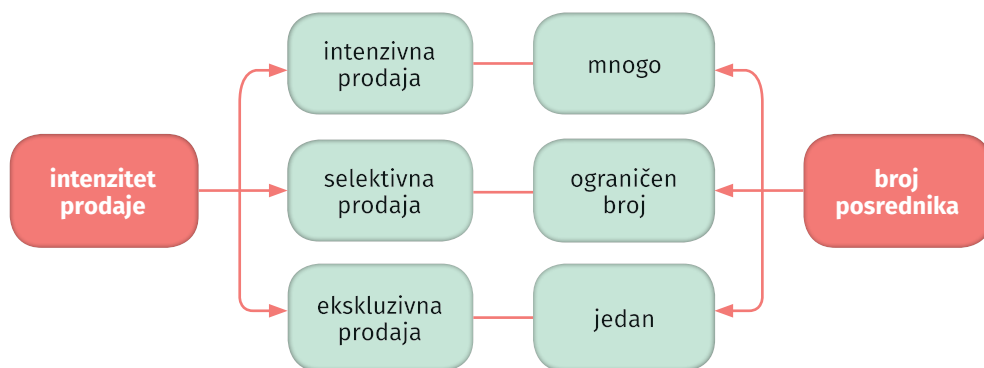 intenzitet
prodaje
intenzivna
prodaja
mnogo
selektivna
prodaja
ograničen
broj
ekskluzivna
prodaja
jedan
broj
posrednika